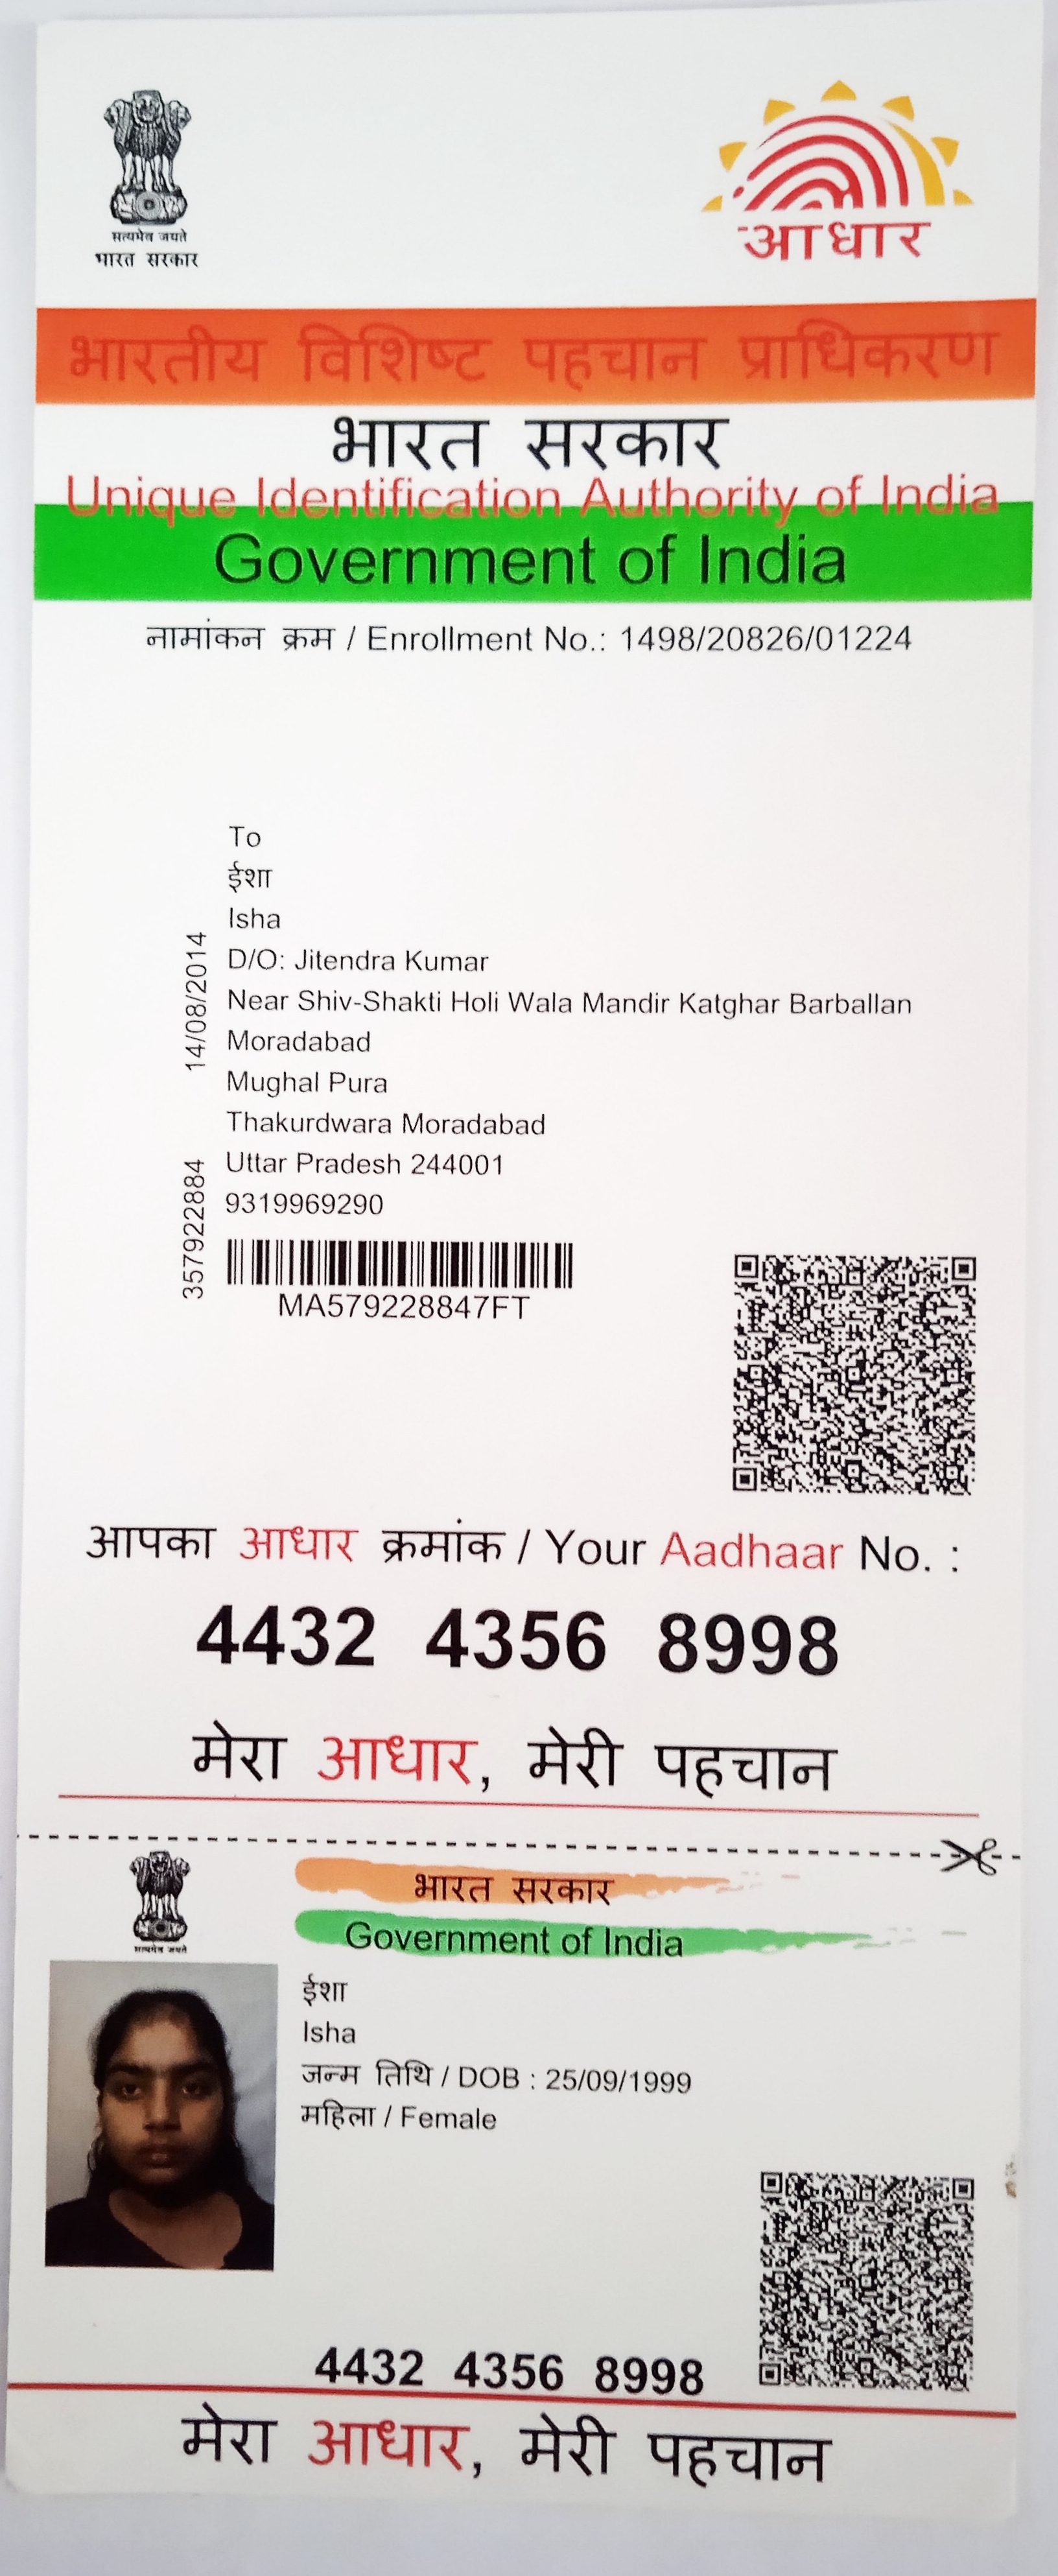 सत्यमेव जयते
भारत सरकार
आधार
भारतीय विशिष्ट पहचान प्राधिकरण
भारत सरकार
Unique Identification Authority of India
Government of India
नामांकन क्रम / Enrollment No.: 1498/20826/01224
To
ईशा
Isha
D/O: Jitendra Kumar
Near Shiv-Shakti Holi Wala Mandir Katghar Barballan
Moradabad
Mughal Pura
Thakurdwara Moradabad
Uttar Pradesh 244001
9319969290
14/08/2014
357922884
MA579228847FT
आपका आधार क्रमांक / Your Aadhaar No. :
4432 4356 8998
मेरा आधार, मेरी पहचान
सत्यमेव जयते
भारत सरकार
Government of India
ईशा
Isha
जन्म तिथि / DOB : 25/09/1999
महिला / Female
4432 4356 8998
मेरा आधार, मेरी पहचान